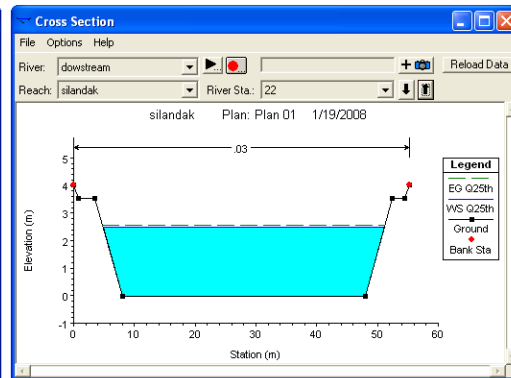 Cross Section
File Options Help
River: dowstream
Reload Data
Reach: silandak River Sta.: 22
silandak Plan: Plan 01 1/19/2008
.03
Legend
EG Q25th
WS Q25th
Ground
Bank Sta
Elevation (m)
5
4
3
2
1
0
-1
0 10 20 30 40 50 60
Station (m)